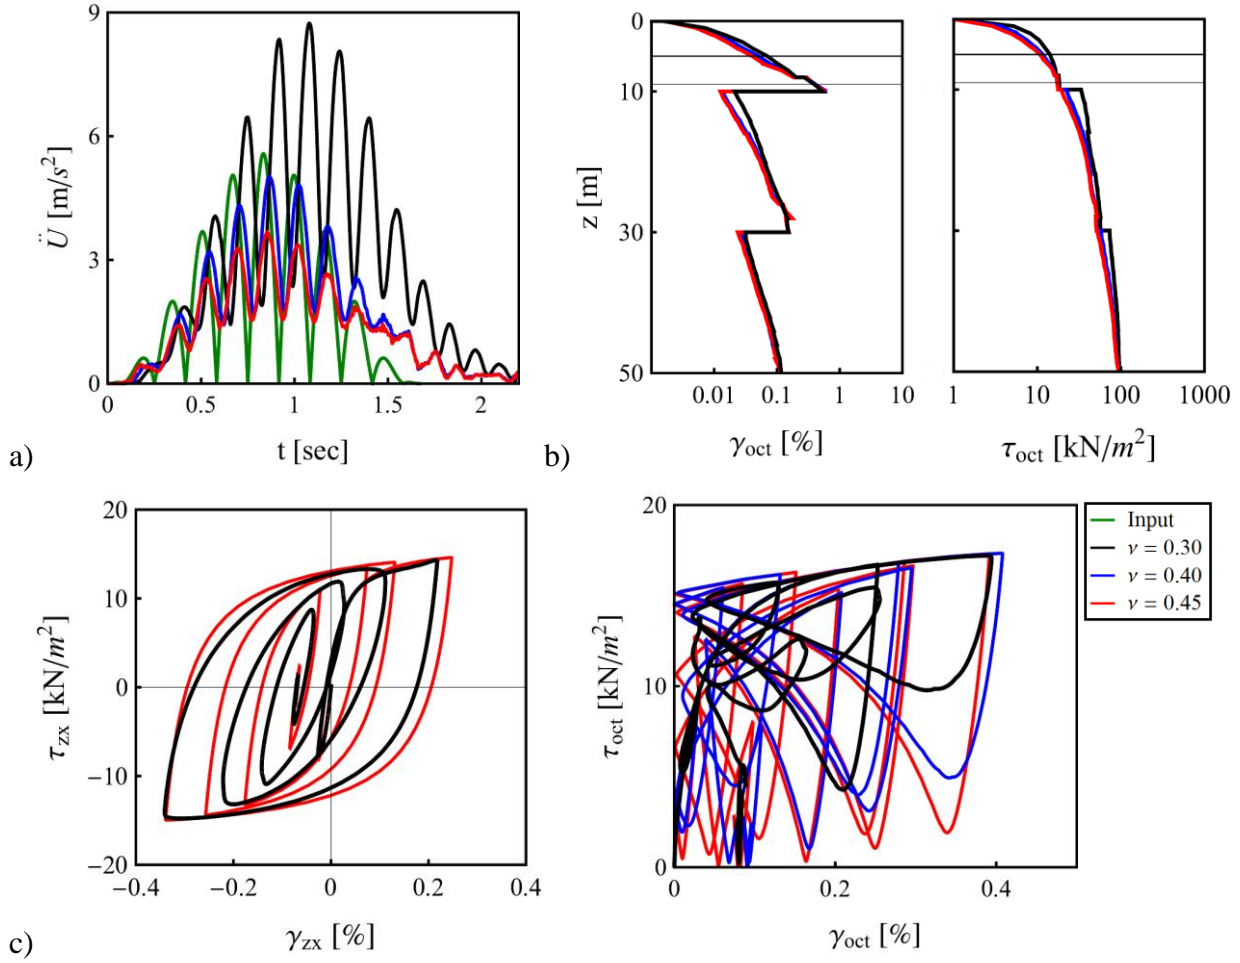 9
6
3
0
Ü [m/s²]
0 0.5 1 1.5 2
t [sec]
a)
0
10
30
50
z [m]
0.01 0.1 1 10
γoct [%]
1 10 100 1000
τoct [kN/m²]
b)
20
10
0
−10
−20
τzx [kN/m²]
−0.4 −0.2 0 0.2 0.4
γzx [%]
c)
20
10
0
τoct [kN/m²]
0 0.2 0.4
γoct [%]
Input
ν = 0.30
ν = 0.40
ν = 0.45